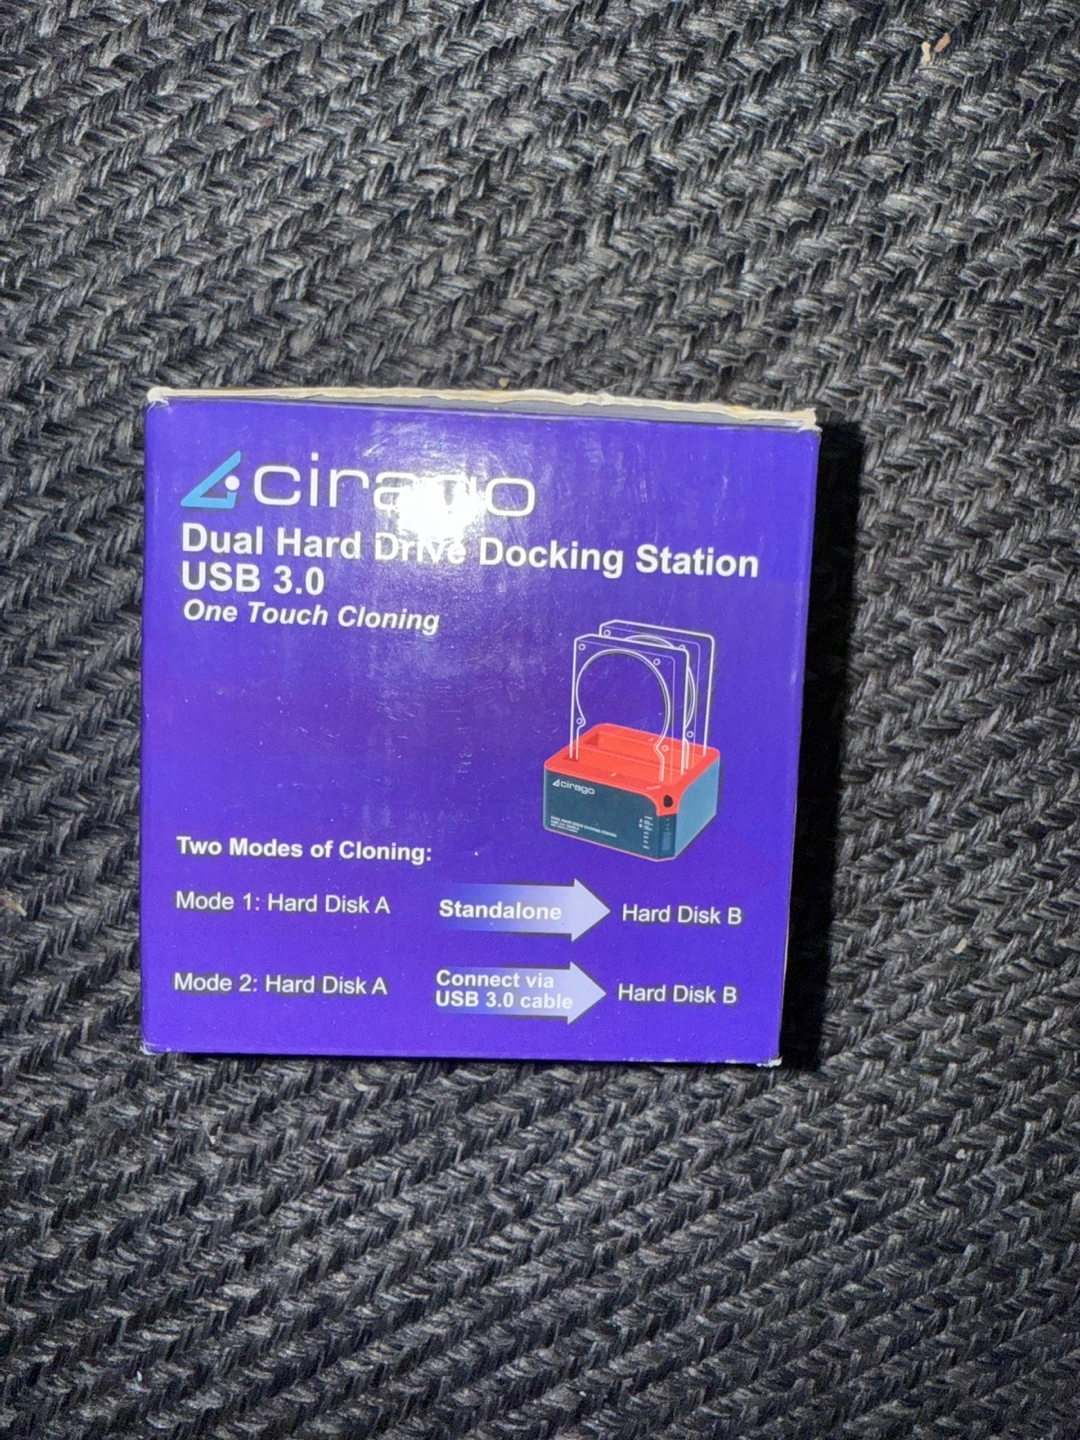 cirago
Dual Hard Drive Docking Station
USB 3.0
One Touch Cloning
cirago
Two Modes of Cloning:
Mode 1: Hard Disk A Standalone Hard Disk B
Mode 2: Hard Disk A Connect via USB 3.0 cable Hard Disk B